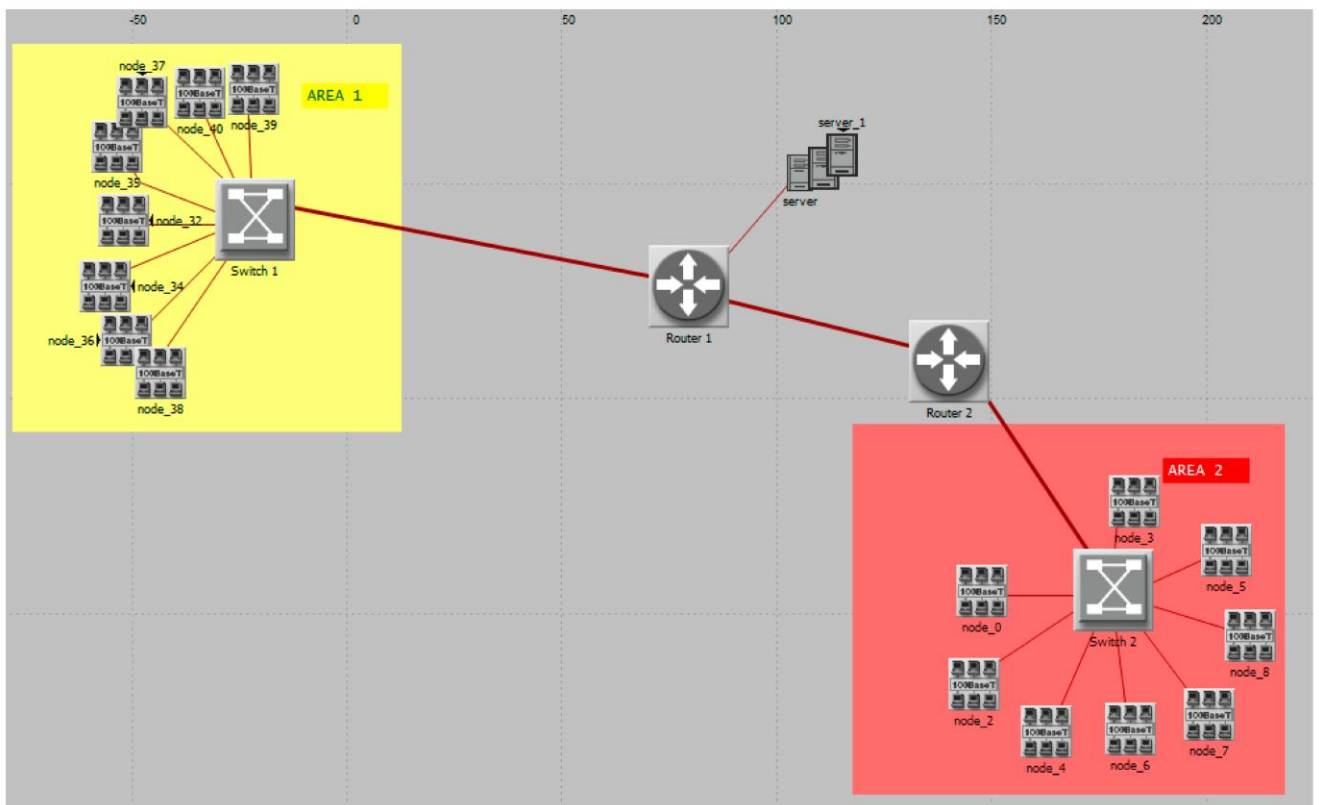 -50 0 50 100 150 200
node_37
100BaseT
100BaseT
100BaseT
AREA 1
node_40
node_39
100BaseT
node_35
100BaseT
node_32
Switch 1
100BaseT
node_34
node_36
100BaseT
100BaseT
node_38
server_1
server
Router 1
Router 2
AREA 2
100BaseT
node_3
100BaseT
node_5
100BaseT
node_0
Switch 2
100BaseT
node_8
100BaseT
node_2
100BaseT
node_7
100BaseT
node_4
100BaseT
node_6